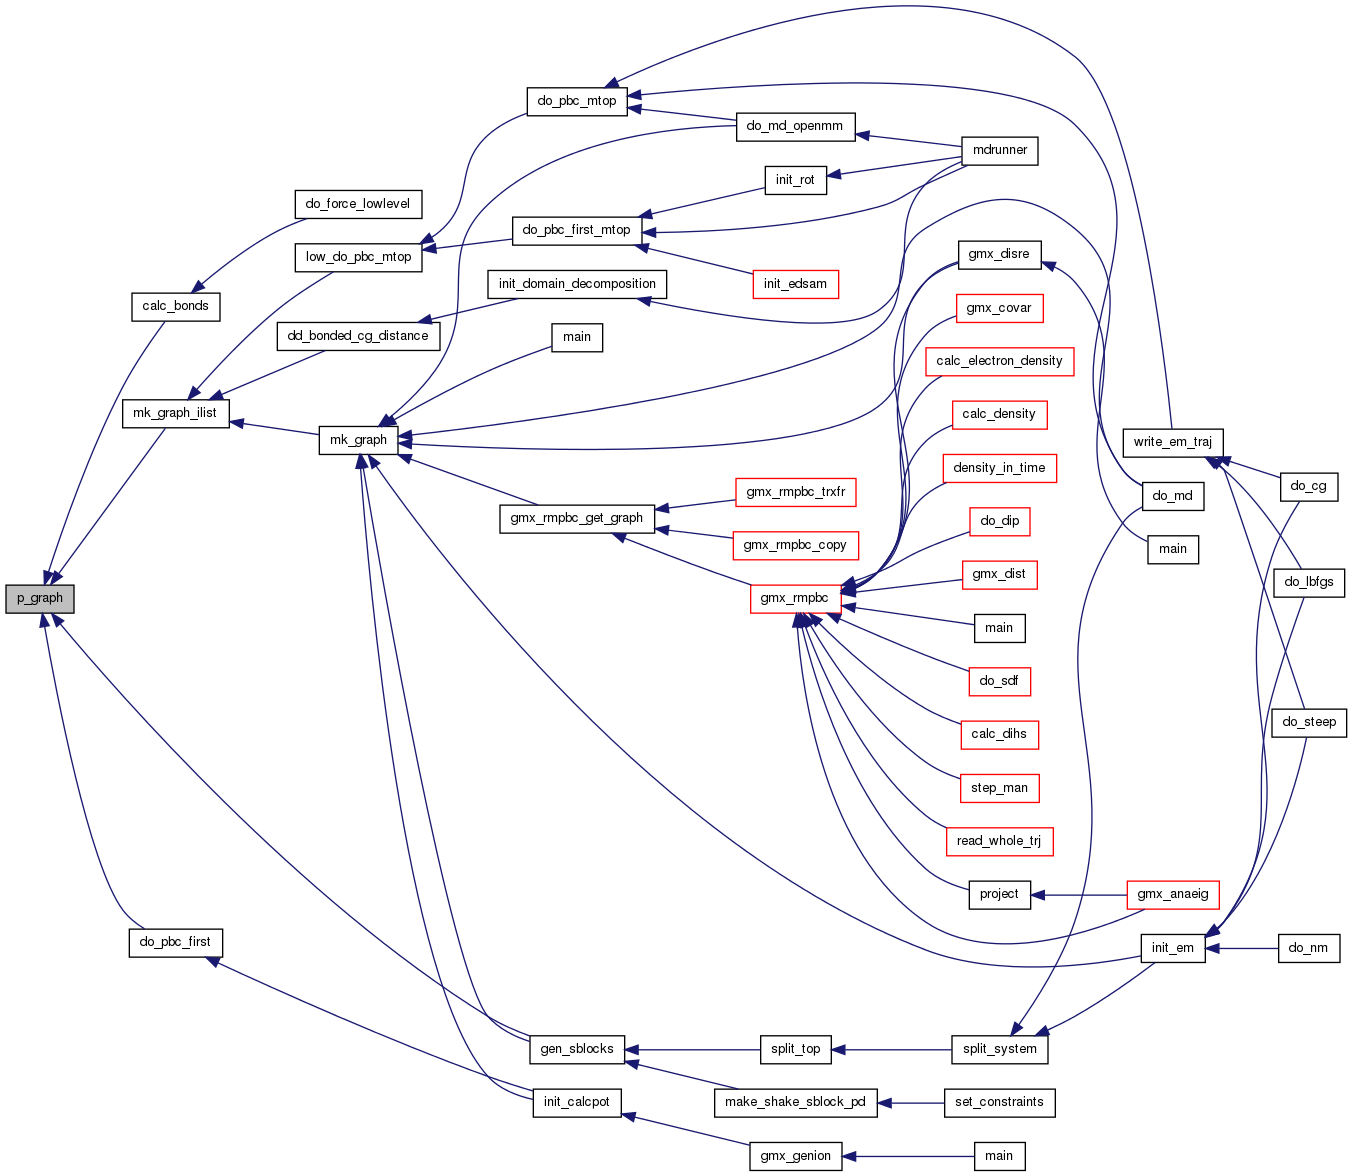 do_pbc_mtop
do_md_openmm
mdrunner
init_rot
do_force_lowlevel
do_pbc_first_mtop
low_do_pbc_mtop
gmx_disre
init_edsam
init_domain_decomposition
calc_bonds
gmx_covar
dd_bonded_cg_distance
main
calc_electron_density
mk_graph_ilist
calc_density
mk_graph
write_em_traj
density_in_time
do_cg
gmx_rmpbc_trxfr
do_md
gmx_rmpbc_get_graph
do_dip
gmx_rmpbc_copy
main
gmx_dist
do_lbfgs
p_graph
gmx_rmpbc
main
do_sdf
do_steep
calc_dihs
step_man
read_whole_trj
project
gmx_anaeig
do_pbc_first
init_em
do_nm
gen_sblocks
split_top
split_system
init_calcpot
make_shake_sblock_pd
set_constraints
gmx_genion
main